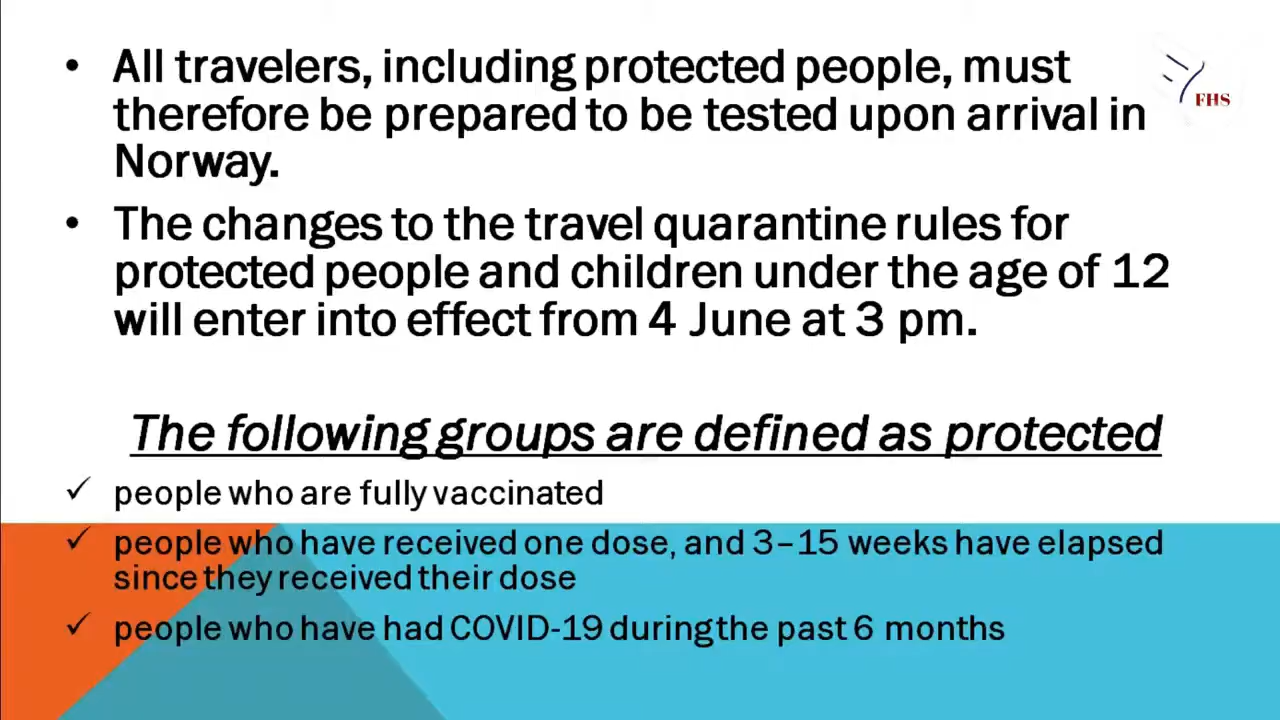 • All travelers, including protected people, must
therefore be prepared to be tested upon arrival in
Norway.
FHS
• The changes to the travel quarantine rules for
protected people and children under the age of 12
will enter into effect from 4 June at 3 pm.
The following groups are defined as protected
✓ people who are fully vaccinated
✓ people who have received one dose, and 3–15 weeks have elapsed
since they received their dose
✓ people who have had COVID-19 during the past 6 months